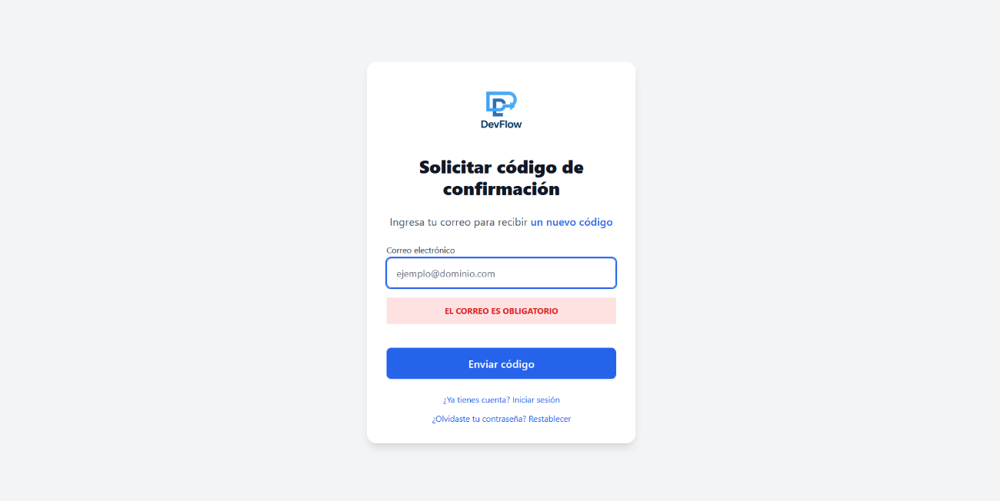 DevFlow
Solicitar código de
confirmación
Ingresa tu correo para recibir un nuevo código
Correo electrónico
ejemplo@dominio.com
EL CORREO ES OBLIGATORIO
Enviar código
¿Ya tienes cuenta? Iniciar sesión
¿Olvidaste tu contraseña? Restablecer